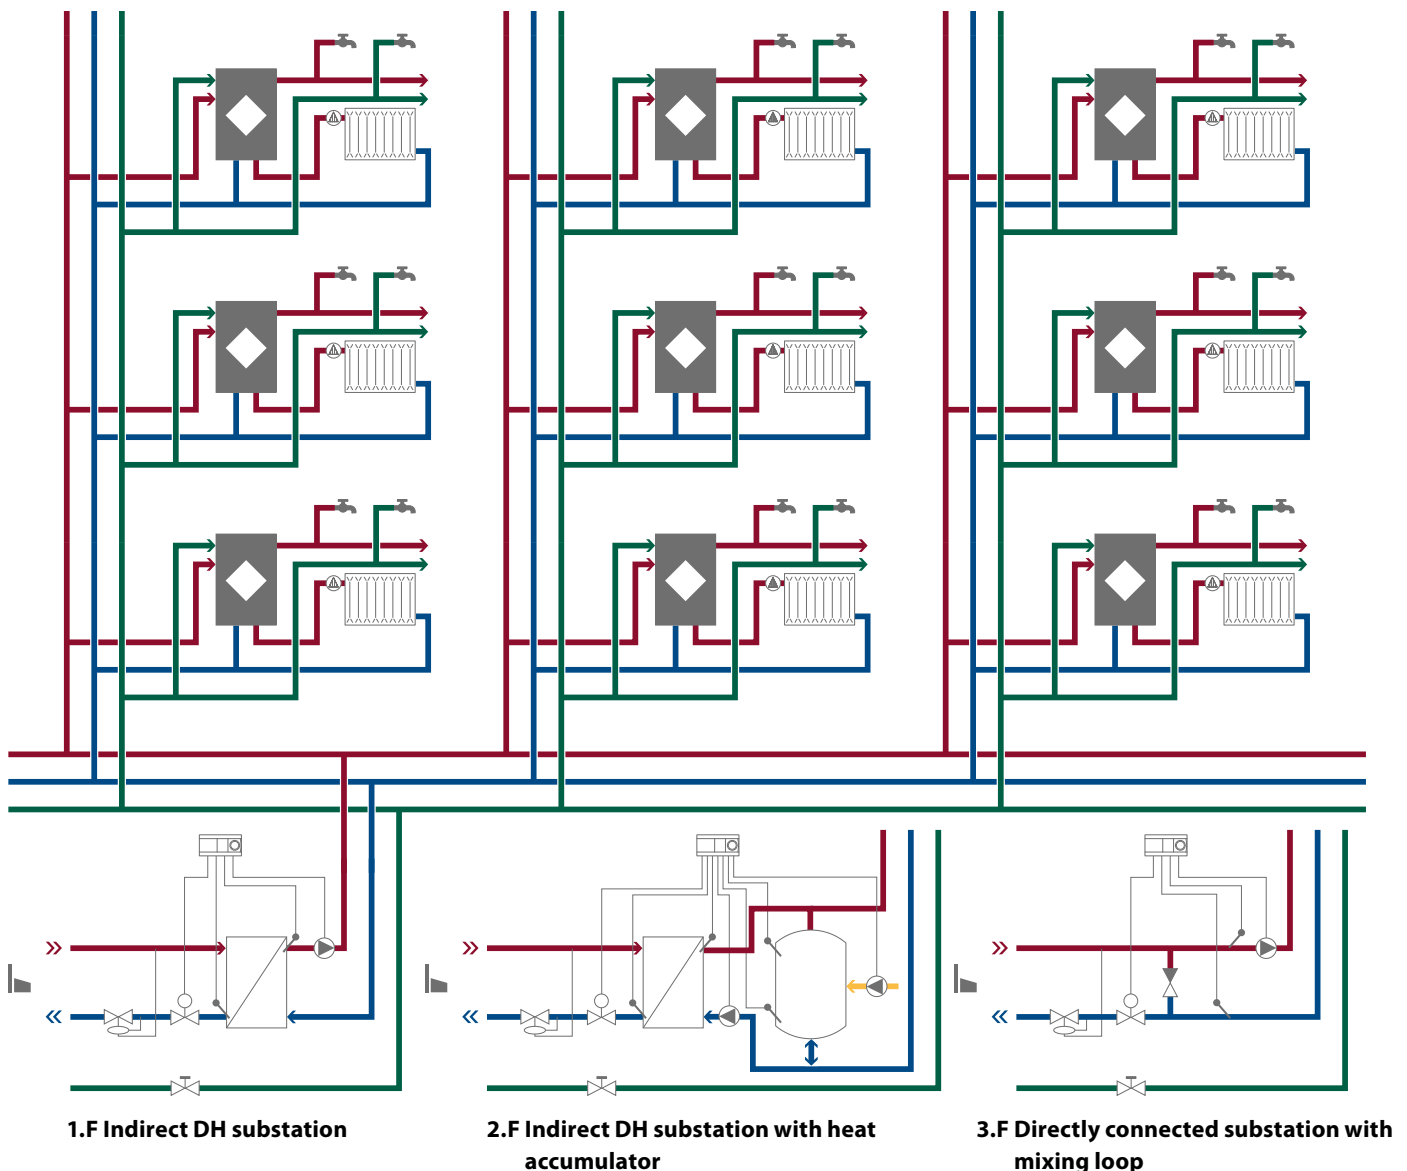 1.F Indirect DH substation
2.F Indirect DH substation with heat
accumulator
3.F Directly connected substation with
mixing loop